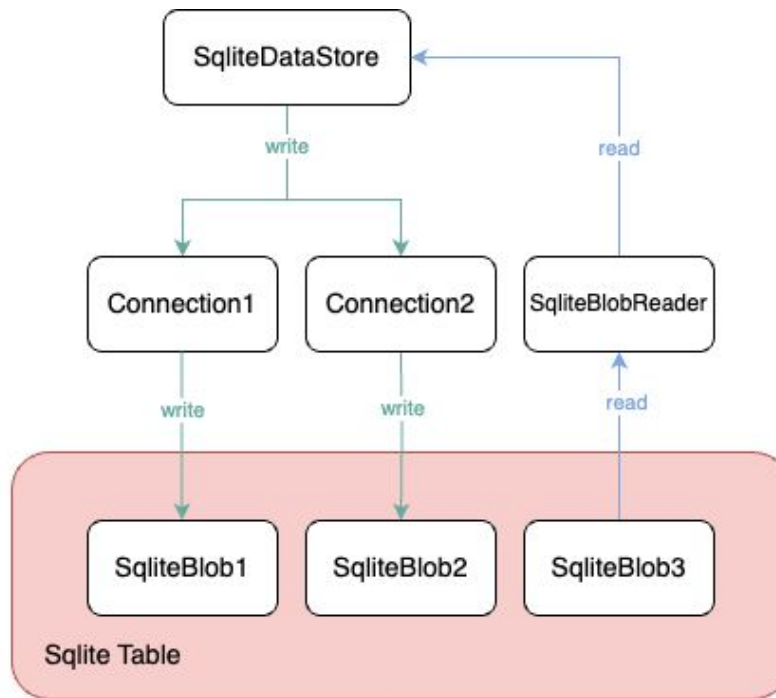 SqliteDataStore
write
read
Connection1
Connection2
SqliteBlobReader
write
write
read
SqliteBlob1
SqliteBlob2
SqliteBlob3
Sqlite Table